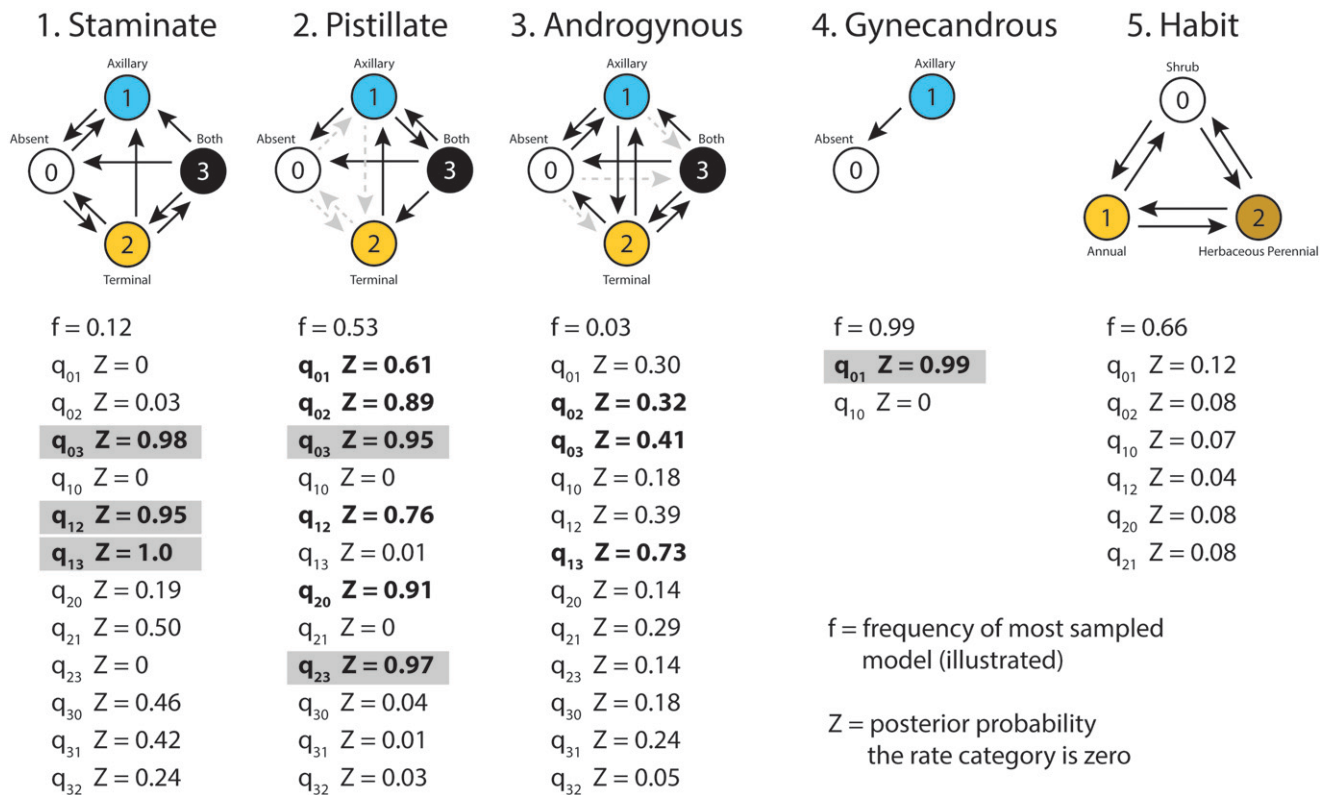 1. Staminate
Axillary
1
Absent
0
Both
3
2
Terminal
f = 0.12
q01 Z = 0
q02 Z = 0.03
q03 Z = 0.98
q10 Z = 0
q12 Z = 0.95
q13 Z = 1.0
q20 Z = 0.19
q21 Z = 0.50
q23 Z = 0
q30 Z = 0.46
q31 Z = 0.42
q32 Z = 0.24
2. Pistillate
Axillary
1
Absent
0
Both
3
2
Terminal
f = 0.53
q01 Z = 0.61
q02 Z = 0.89
q03 Z = 0.95
q10 Z = 0
q12 Z = 0.76
q13 Z = 0.01
q20 Z = 0.91
q21 Z = 0
q23 Z = 0.97
q30 Z = 0.04
q31 Z = 0.01
q32 Z = 0.03
3. Androgynous
Axillary
1
Absent
0
Both
3
2
Terminal
f = 0.03
q01 Z = 0.30
q02 Z = 0.32
q03 Z = 0.41
q10 Z = 0.18
q12 Z = 0.39
q13 Z = 0.73
q20 Z = 0.14
q21 Z = 0.29
q23 Z = 0.14
q30 Z = 0.18
q31 Z = 0.24
q32 Z = 0.05
4. Gynecandrous
Axillary
1
Absent
0
f = 0.99
q01 Z = 0.99
q10 Z = 0
5. Habit
Shrub
0
1
Annual
2
Herbaceous Perennial
f = 0.66
q01 Z = 0.12
q02 Z = 0.08
q10 Z = 0.07
q12 Z = 0.04
q20 Z = 0.08
q21 Z = 0.08
f = frequency of most sampled
model (illustrated)
Z = posterior probability
the rate category is zero